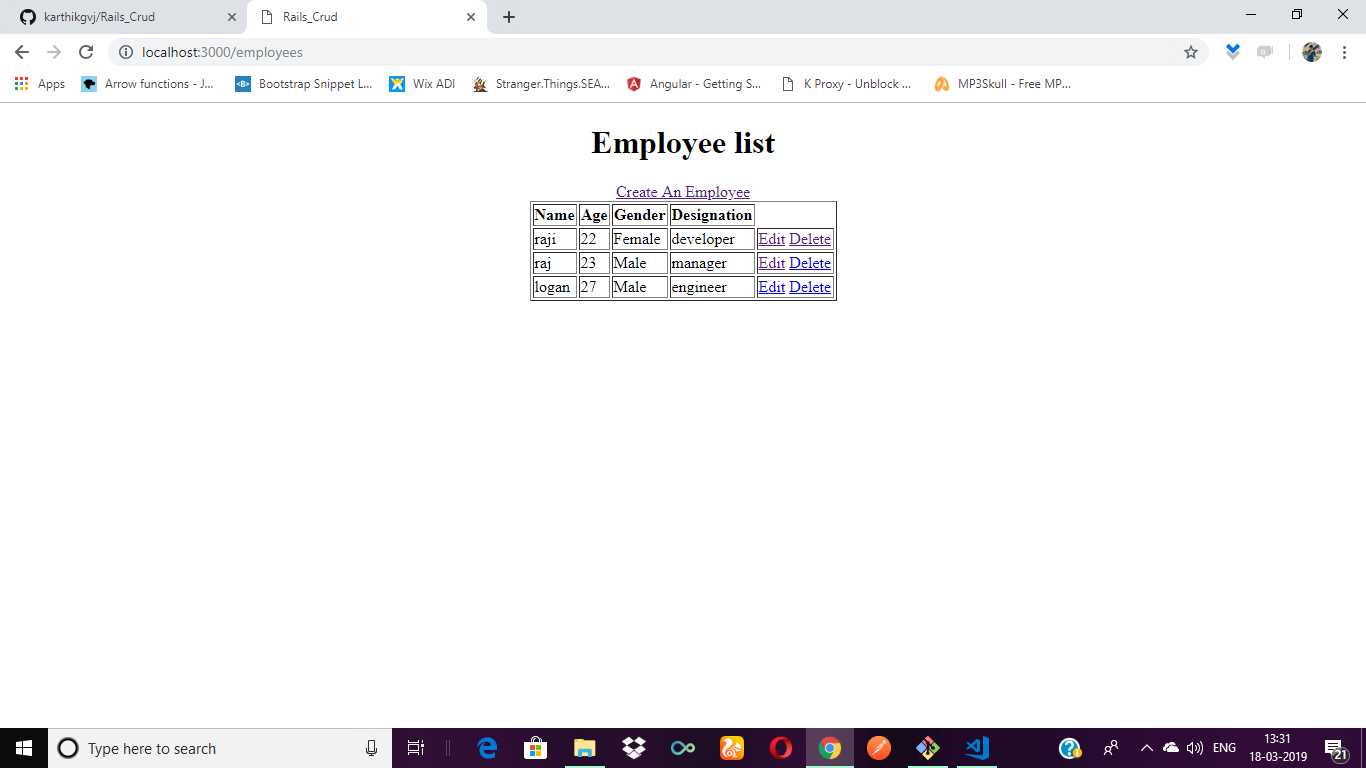 karthikgvj/Rails_Crud
Rails_Crud
localhost:3000/employees
Apps
Arrow functions - J...
<B>
Bootstrap Snippet L...
Wix ADI
Stranger.Things.SEA...
Angular - Getting S...
K Proxy - Unblock ...
MP3Skull - Free MP...
Employee list
Create An Employee
Name Age Gender Designation
raji 22 Female developer Edit Delete
raj 23 Male manager Edit Delete
logan 27 Male engineer Edit Delete
Type here to search
ENG
13:31
18-03-2019
21